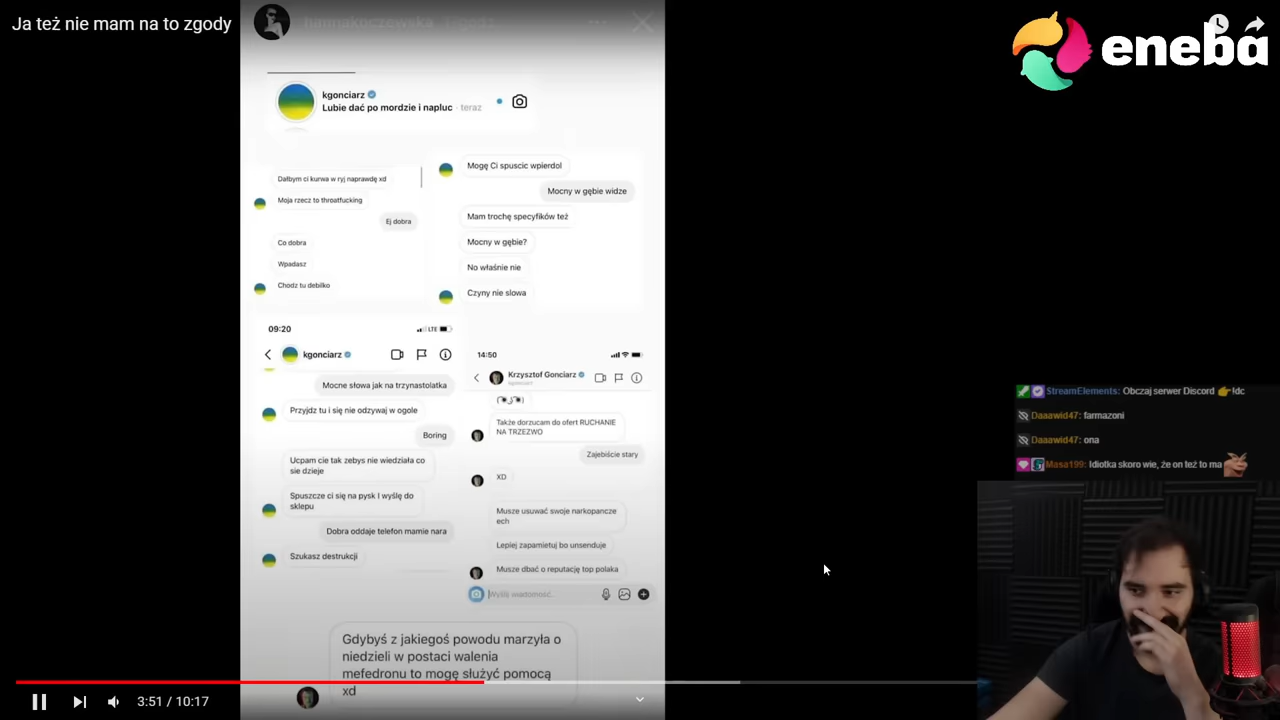 Ja też nie mam na to zgody
hannakoczewska
eneba
kgonciarz
Lubie dać po mordzie i napluc · teraz
Dałbym ci kurwa w ryj naprawdę xd
Moja rzecz to throatfucking
Ej dobra
Co dobra
Wpadasz
Chodz tu debilko
Mogę Ci spuscic wpierdol
Mocny w gębie widze
Mam trochę specyfików też
Mocny w gębie?
No właśnie nie
Czyny nie slowa
09:20
LTE
kgonciarz
Mocne słowa jak na trzynastolatka
Przyjdz tu i się nie odzywaj w ogole
Boring
Ucpam cie tak zebys nie wiedziała co
sie dzieje
Spuszcze ci się na pysk I wyślę do
sklepu
Dobra oddaje telefon mamie nara
Szukasz destrukcji
14:50
Krzysztof Gonciarz
kgonciarz
Także dorzucam do ofert RUCHANIE
NA TRZEZWO
Zajebiście stary
XD
Musze usuwać swoje narkopancze
ech
Lepiej zapamietuj bo unsenduje
Musze dbać o reputację top polaka
Wyślij wiadomość...
Gdybyś z jakiegoś powodu marzyła o
niedzieli w postaci walenia
mefedronu to mogę służyć pomocą
xd
StreamElements: Obczaj serwer Discord !dc
Daaawid47: farmazoni
Daaawid47: ona
Masa199: Idiotka skoro wie, że on też to ma
3:51 / 10:17